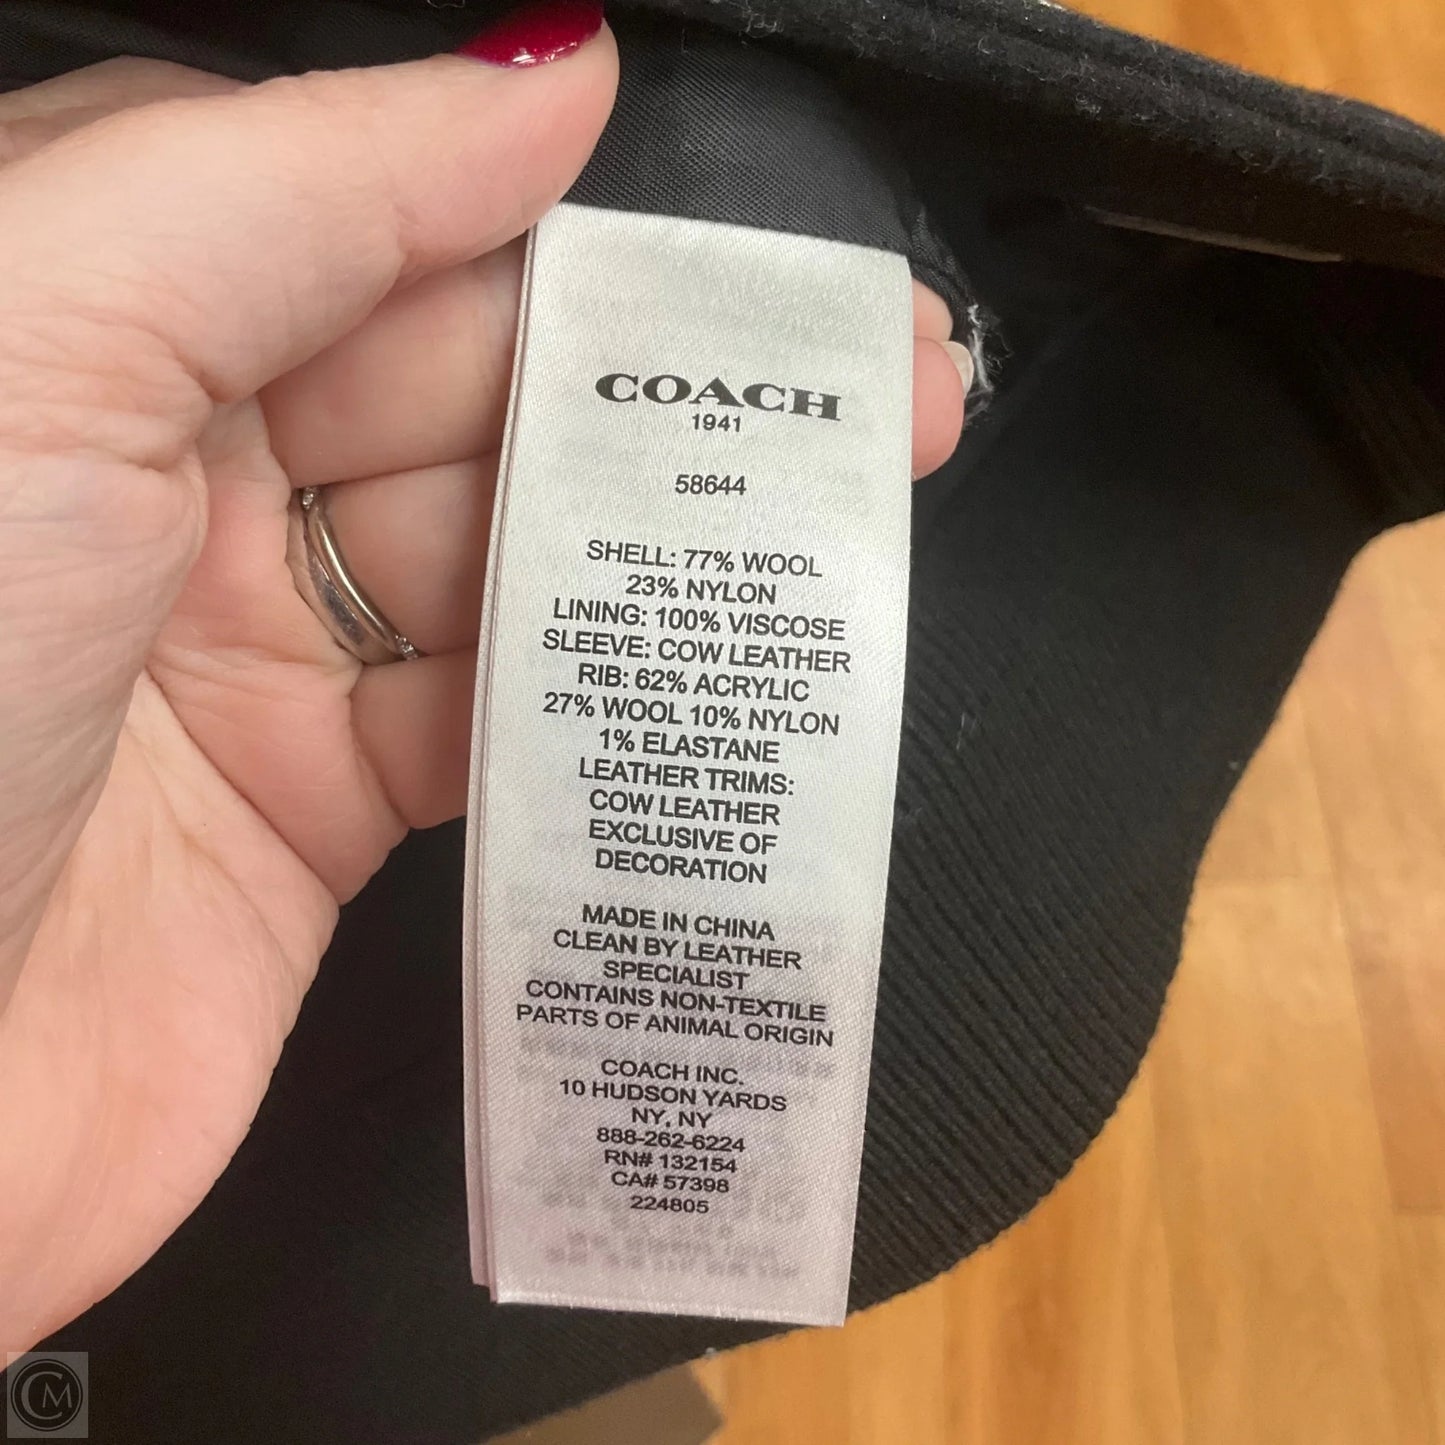 COACH
1941
58644
SHELL: 77% WOOL
23% NYLON
LINING: 100% VISCOSE
SLEEVE: COW LEATHER
RIB: 62% ACRYLIC
27% WOOL 10% NYLON
1% ELASTANE
LEATHER TRIMS:
COW LEATHER
EXCLUSIVE OF
DECORATION
MADE IN CHINA
CLEAN BY LEATHER
SPECIALIST
CONTAINS NON-TEXTILE
PARTS OF ANIMAL ORIGIN
COACH INC.
10 HUDSON YARDS
NY, NY
888-262-6224
RN# 132154
CA# 57398
224805
CM